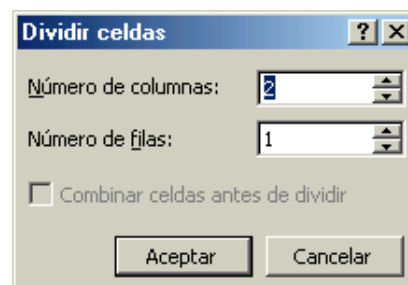 Dividir celdas
Número de columnas: 2
Número de filas: 1
Combinar celdas antes de dividir
Aceptar Cancelar